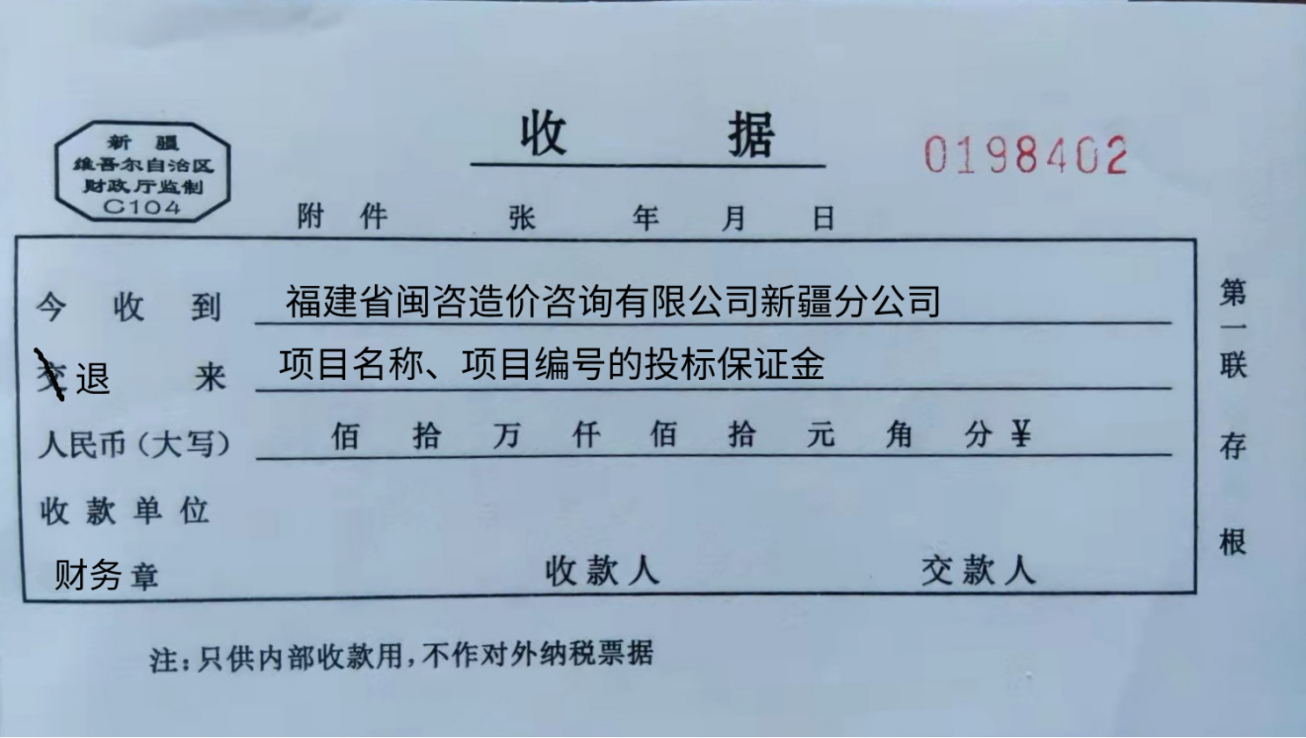 收 据
0198402
新 疆
维吾尔自治区
财政厅监制
C104
附 件 张 年 月 日
今 收 到 福建省闽咨造价咨询有限公司新疆分公司
交 退 来 项目名称、项目编号的投标保证金
人民币(大写) 佰 拾 万 仟 佰 拾 元 角 分 ¥
收 款 单 位
财务 章 收 款 人 交 款 人
注:只供内部收款用,不作对外纳税票据
第一联 存 根